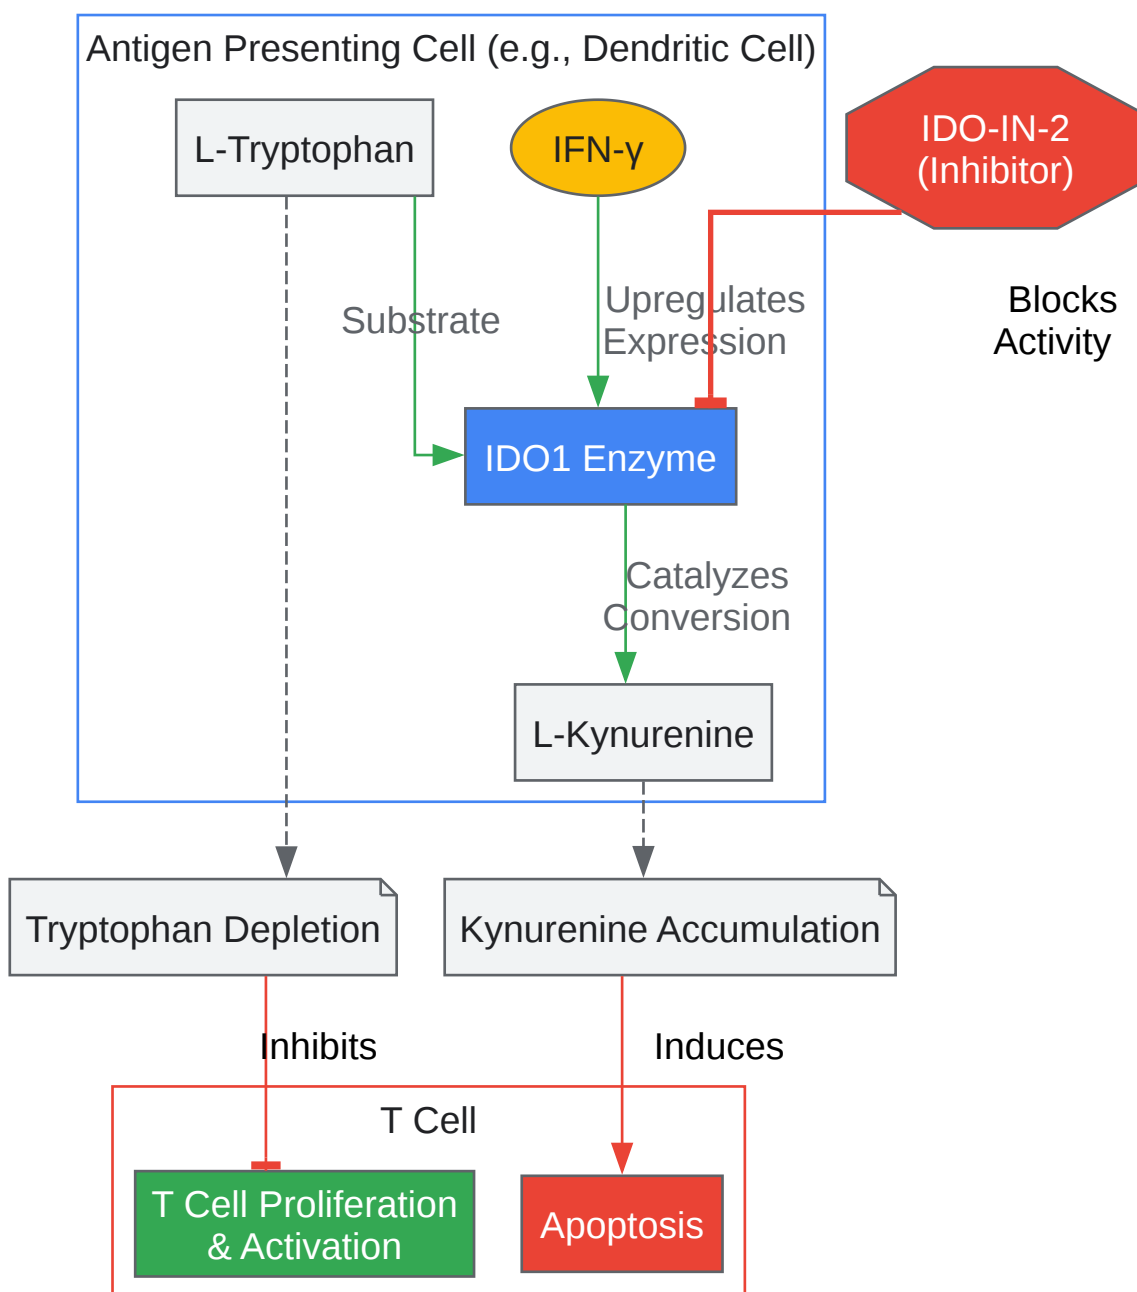 Antigen Presenting Cell (e.g., Dendritic Cell)
L-Tryptophan
IFN-γ
IDO-IN-2
(Inhibitor)
Substrate
Upregulates
Expression
Blocks
Activity
IDO1 Enzyme
Catalyzes
Conversion
L-Kynurenine
Tryptophan Depletion
Kynurenine Accumulation
Inhibits
Induces
T Cell
T Cell Proliferation
& Activation
Apoptosis